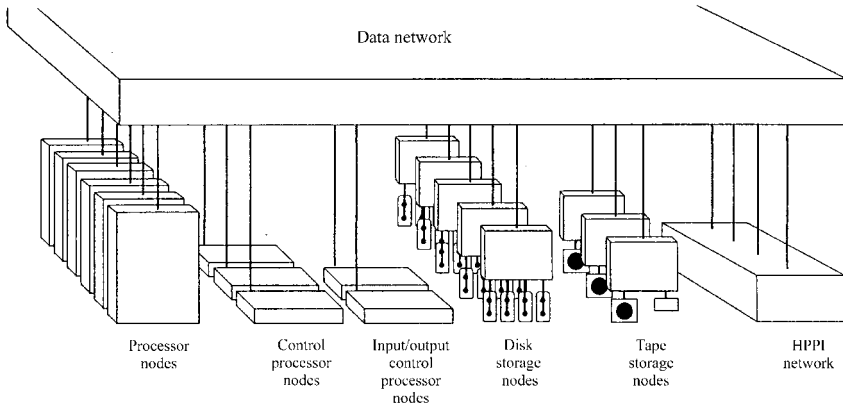 Data network
Processor
nodes
Control
processor
nodes
Input/output
control
processor
nodes
Disk
storage
nodes
Tape
storage
nodes
HPPI
network